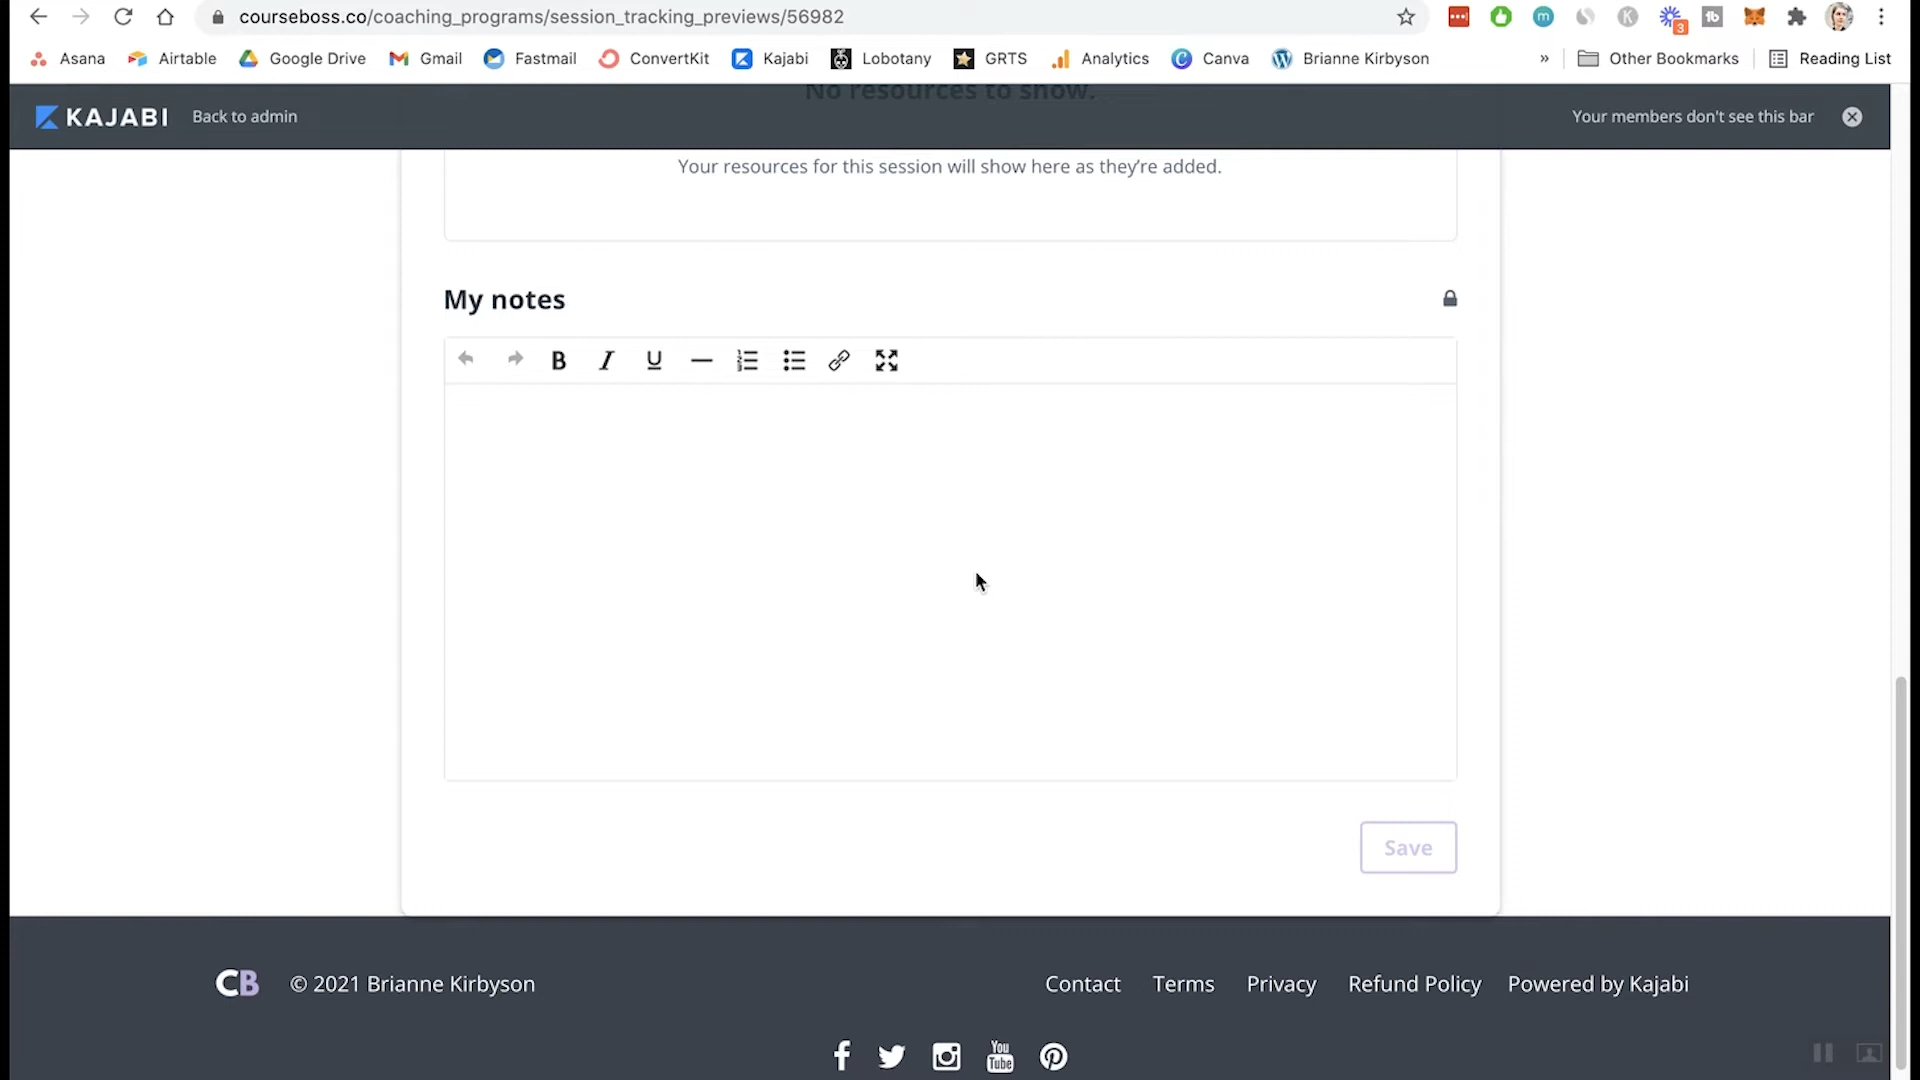 courseboss.co/coaching_programs/session_tracking_previews/56982
3
Asana Airtable Google Drive Gmail Fastmail ConvertKit Kajabi Lobotany GRTS Analytics Canva Brianne Kirbyson » Other Bookmarks Reading List
No resources to show.
KAJABI Back to admin Your members don't see this bar
Your resources for this session will show here as they’re added.
My notes
B I U
Save
CB © 2021 Brianne Kirbyson Contact Terms Privacy Refund Policy Powered by Kajabi
You Tube